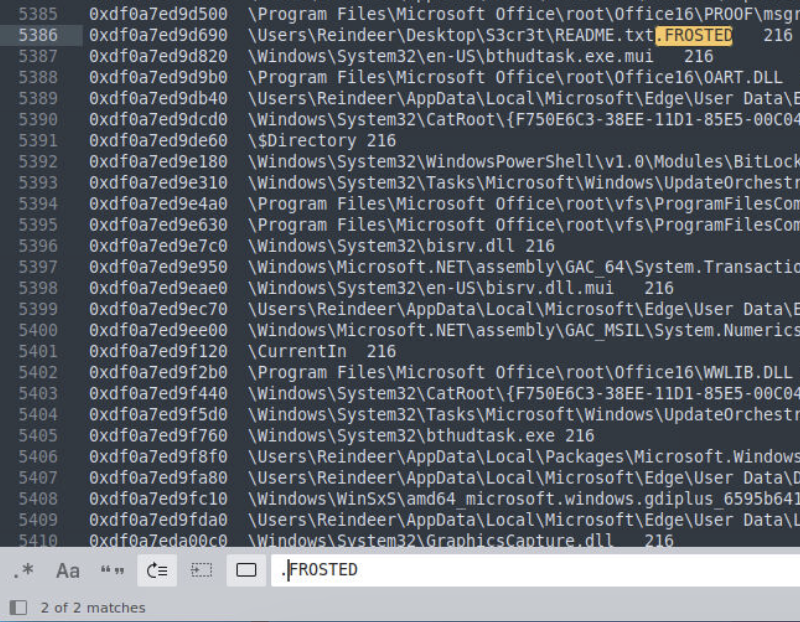 5385 0xdf0a7ed9d500 \Program Files\Microsoft Office\root\Office16\PROOF\msgr
5386 0xdf0a7ed9d690 \Users\Reindeer\Desktop\S3cr3t\README.txt.FROSTED 216
5387 0xdf0a7ed9d820 \Windows\System32\en-US\bthudtask.exe.mui 216
5388 0xdf0a7ed9d9b0 \Program Files\Microsoft Office\root\Office16\OART.DLL
5389 0xdf0a7ed9db40 \Users\Reindeer\AppData\Local\Microsoft\Edge\User Data\E
5390 0xdf0a7ed9dcd0 \Windows\System32\CatRoot\{F750E6C3-38EE-11D1-85E5-00C04
5391 0xdf0a7ed9de60 \$Directory 216
5392 0xdf0a7ed9e180 \Windows\System32\WindowsPowerShell\v1.0\Modules\BitLock
5393 0xdf0a7ed9e310 \Windows\System32\Tasks\Microsoft\Windows\UpdateOrchestr
5394 0xdf0a7ed9e4a0 \Program Files\Microsoft Office\root\vfs\ProgramFilesCom
5395 0xdf0a7ed9e630 \Program Files\Microsoft Office\root\vfs\ProgramFilesCom
5396 0xdf0a7ed9e7c0 \Windows\System32\bisrv.dll 216
5397 0xdf0a7ed9e950 \Windows\Microsoft.NET\assembly\GAC_64\System.Transactio
5398 0xdf0a7ed9eae0 \Windows\System32\en-US\bisrv.dll.mui 216
5399 0xdf0a7ed9ec70 \Users\Reindeer\AppData\Local\Microsoft\Edge\User Data\E
5400 0xdf0a7ed9ee00 \Windows\Microsoft.NET\assembly\GAC_MSIL\System.Numerics
5401 0xdf0a7ed9f120 \CurrentIn 216
5402 0xdf0a7ed9f2b0 \Program Files\Microsoft Office\root\Office16\WWLIB.DLL
5403 0xdf0a7ed9f440 \Windows\System32\CatRoot\{F750E6C3-38EE-11D1-85E5-00C04
5404 0xdf0a7ed9f5d0 \Windows\System32\Tasks\Microsoft\Windows\UpdateOrchestr
5405 0xdf0a7ed9f760 \Windows\System32\bthudtask.exe 216
5406 0xdf0a7ed9f8f0 \Users\Reindeer\AppData\Local\Packages\Microsoft.Windows
5407 0xdf0a7ed9fa80 \Users\Reindeer\AppData\Local\Microsoft\Edge\User Data\D
5408 0xdf0a7ed9fc10 \Windows\WinSxS\amd64_microsoft.windows.gdiplus_6595b641
5409 0xdf0a7ed9fda0 \Users\Reindeer\AppData\Local\Microsoft\Edge\User Data\L
5410 0xdf0a7eda00c0 \Windows\System32\GraphicsCapture.dll 216
.* Aa “” .FROSTED
2 of 2 matches